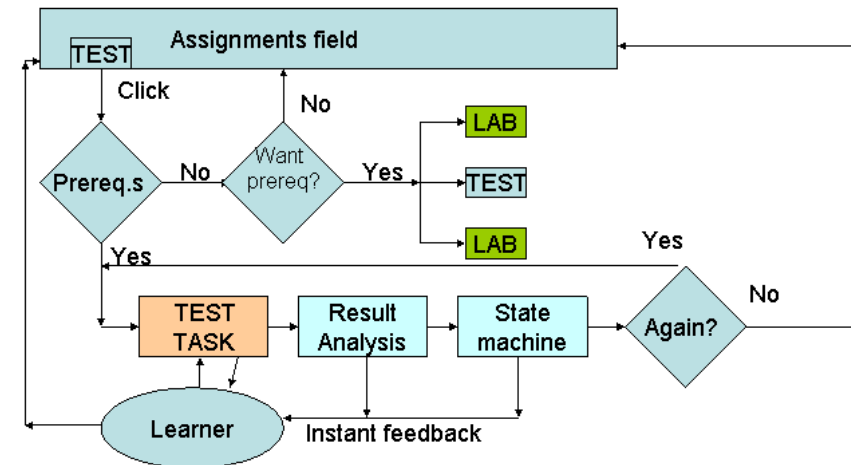 Assignments field
TEST
Click
No
LAB
Want
prereq?
Prereq.s
No
Yes
TEST
LAB
Yes
Yes
TEST
TASK
Result
Analysis
State
machine
Again?
No
Learner
Instant feedback